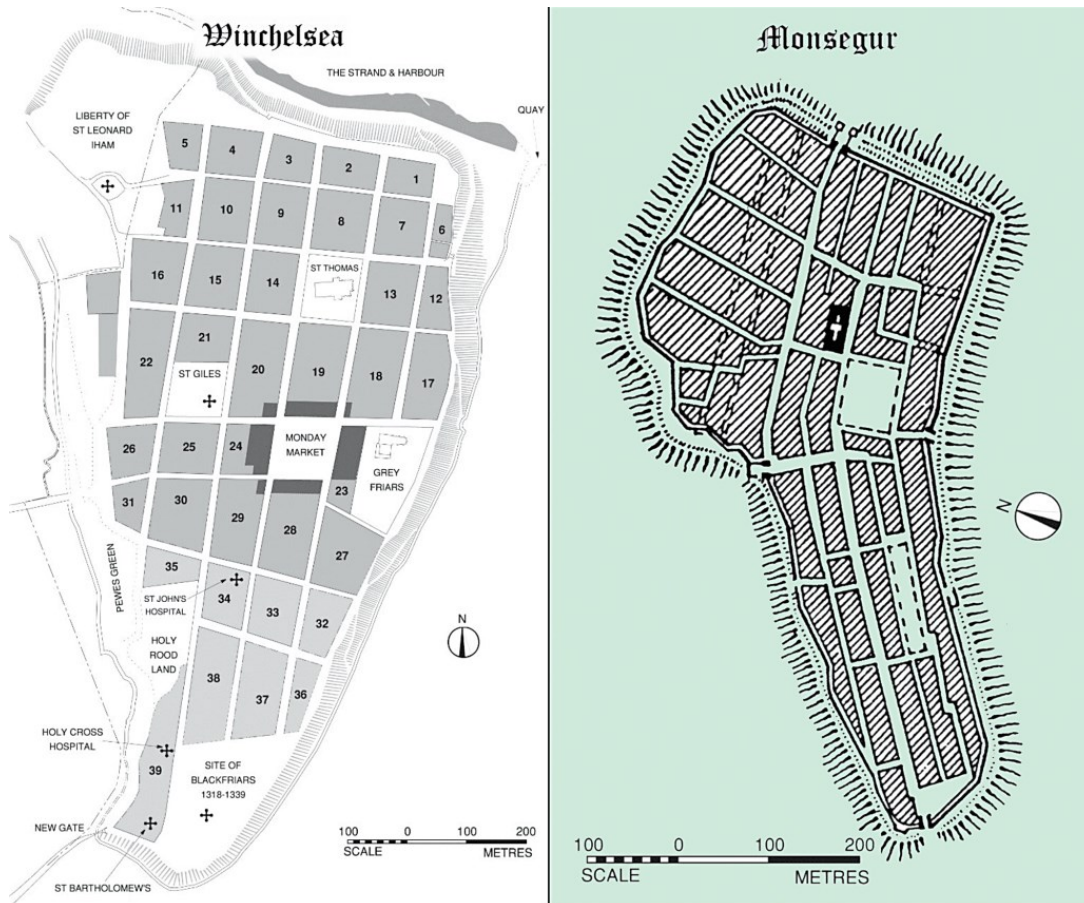 Winchelsea
THE STRAND & HARBOUR
QUAY
LIBERTY OF
ST LEONARD
IHAM
5
4
3
2
1
11
10
9
8
7
6
16
15
14
ST THOMAS
13
12
21
22
ST GILES
20
19
18
17
26
25
24
MONDAY
MARKET
GREY
FRIARS
23
31
30
29
28
27
PEWES GREEN
35
ST JOHN'S
HOSPITAL
34
33
32
N
HOLY
ROOD
LAND
38
37
36
HOLY CROSS
HOSPITAL
39
SITE OF
BLACKFRIARS
1318-1339
NEW GATE
ST BARTHOLOMEW'S
100 0 100 200
SCALE METRES
Monsegur
N
100 0 100 200
SCALE METRES